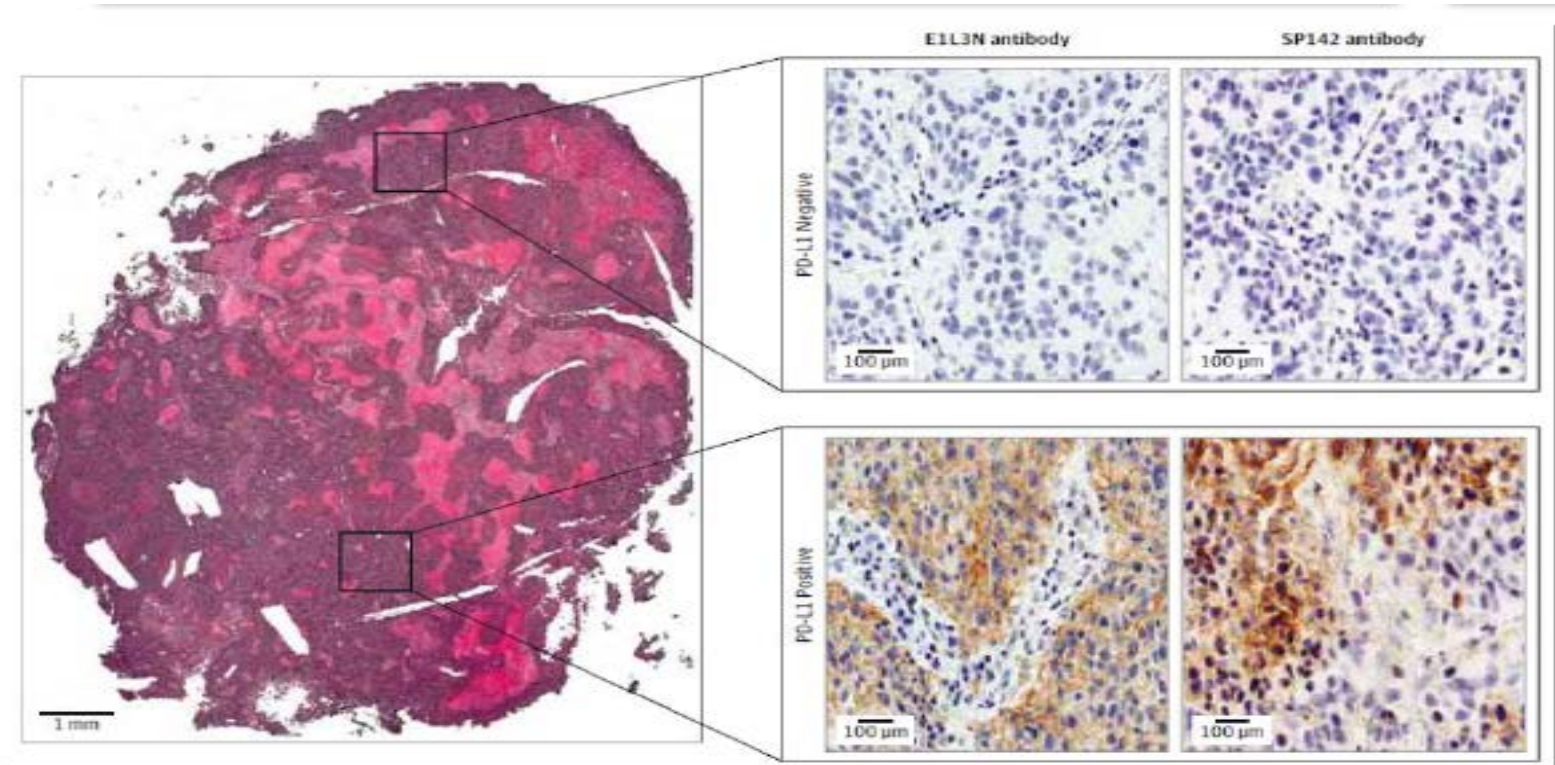 E1L3N antibody
SP142 antibody
PD-L1 Negative
100 µm
100 µm
PD-L1 Positive
100 µm
100 µm
1 mm